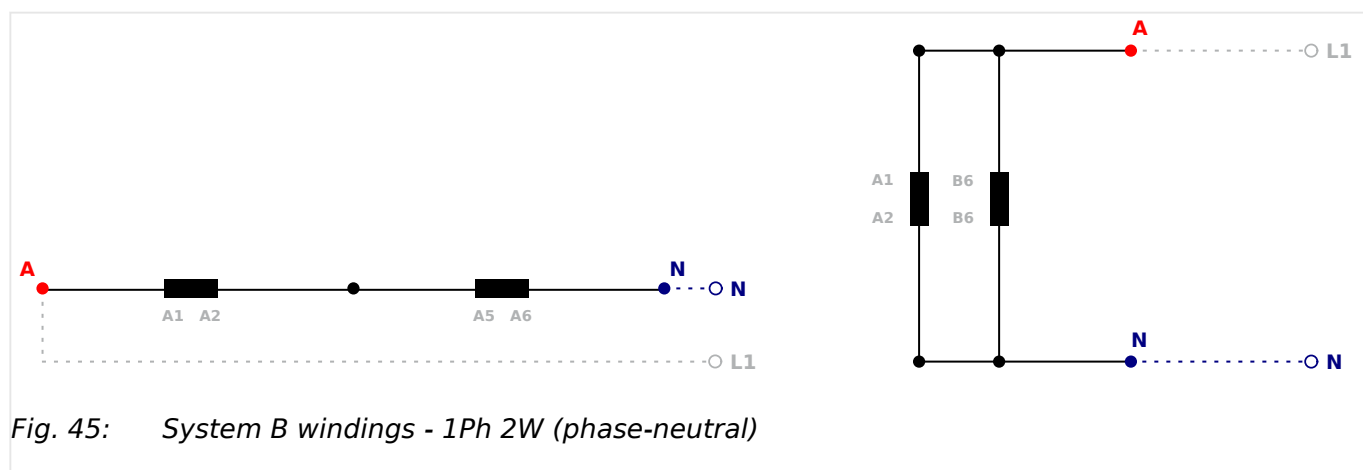 A
L1
A1 B6
A2 B6
N
N
A
N
N
A1 A2
A5 A6
L1
Fig. 45: System B windings - 1Ph 2W (phase-neutral)